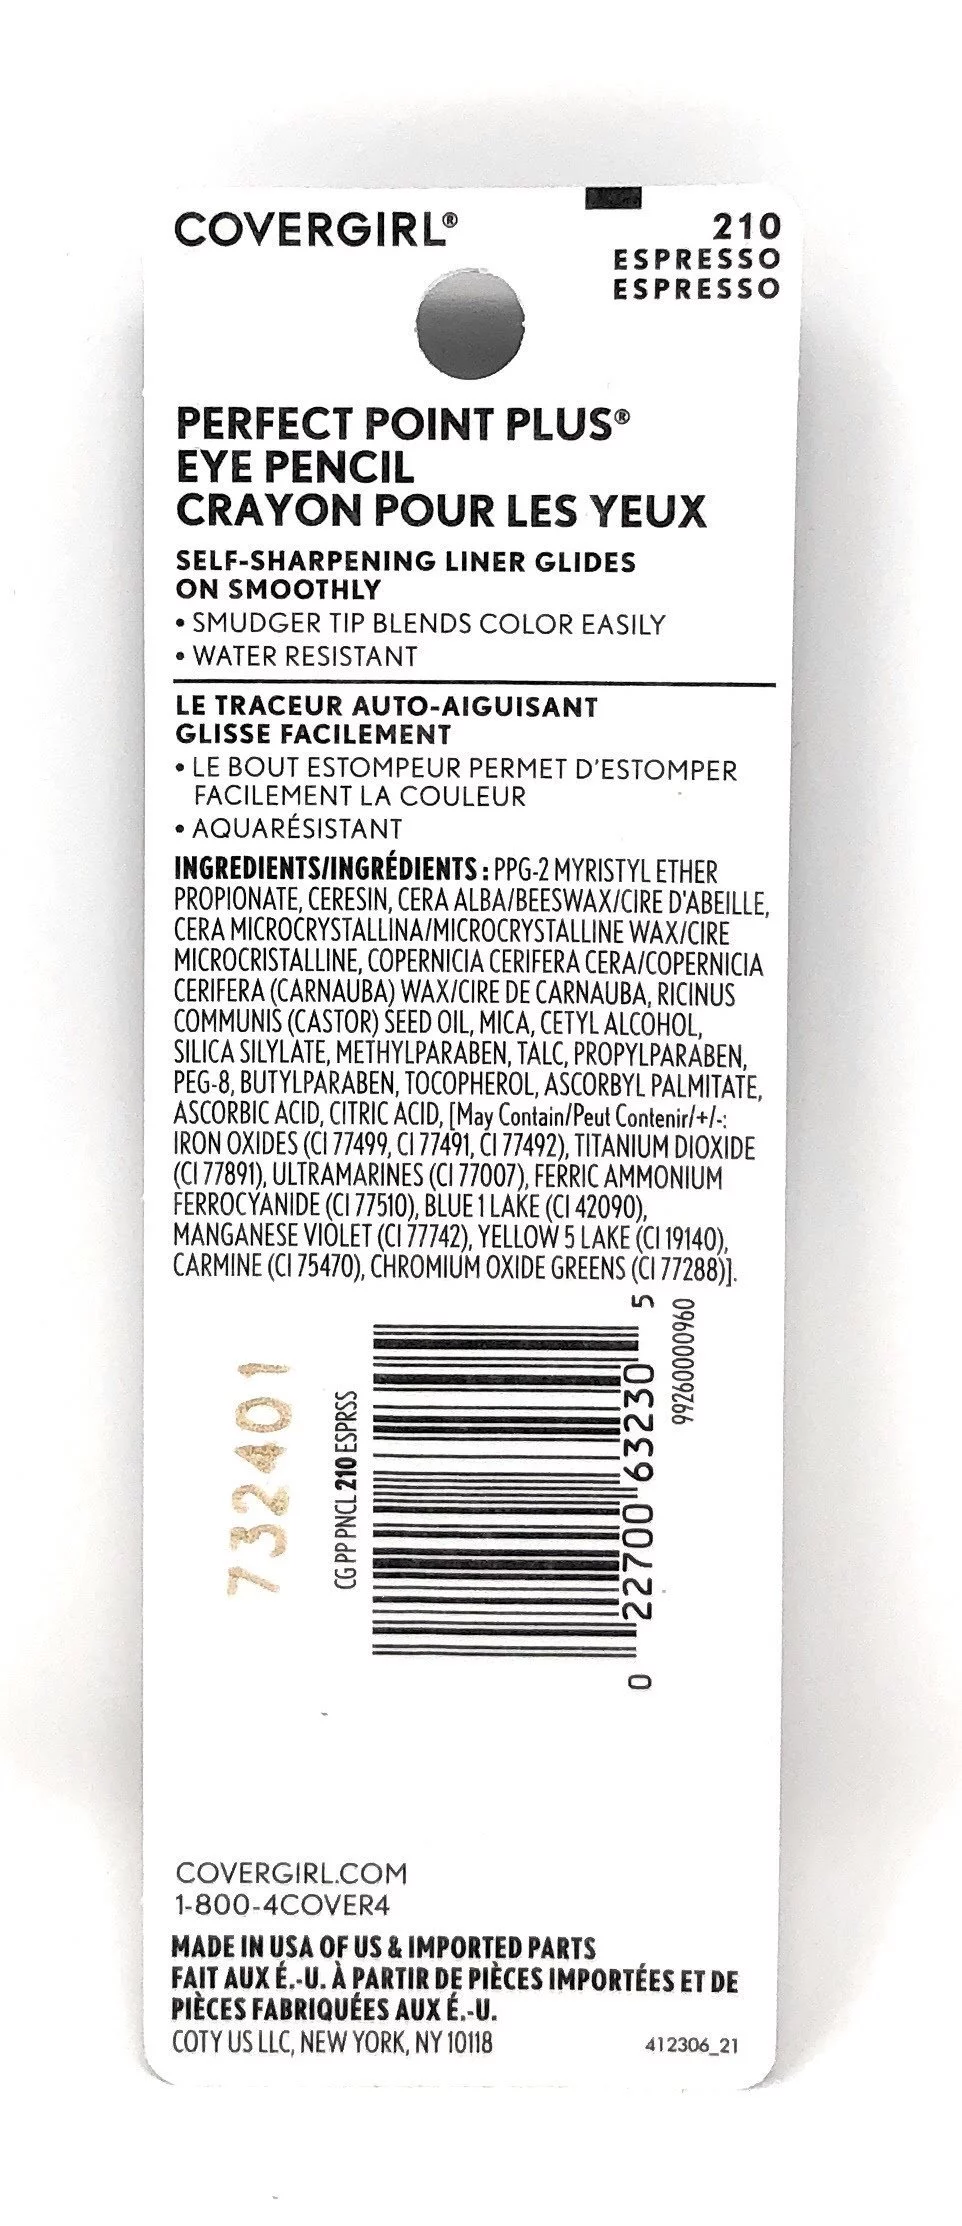 COVERGIRL®
210
ESPRESSO
ESPRESSO
PERFECT POINT PLUS®
EYE PENCIL
CRAYON POUR LES YEUX
SELF-SHARPENING LINER GLIDES
ON SMOOTHLY
• SMUDGER TIP BLENDS COLOR EASILY
• WATER RESISTANT
LE TRACEUR AUTO-AIGUISANT
GLISSE FACILEMENT
• LE BOUT ESTOMPEUR PERMET D'ESTOMPER
FACILEMENT LA COULEUR
• AQUARÉSISTANT
INGREDIENTS/INGRÉDIENTS : PPG-2 MYRISTYL ETHER
PROPIONATE, CERESIN, CERA ALBA/BEESWAX/CIRE D'ABEILLE,
CERA MICROCRYSTALLINA/MICROCRYSTALLINE WAX/CIRE
MICROCRISTALLINE, COPERNICIA CERIFERA CERA/COPERNICIA
CERIFERA (CARNAUBA) WAX/CIRE DE CARNAUBA, RICINUS
COMMUNIS (CASTOR) SEED OIL, MICA, CETYL ALCOHOL,
SILICA SILYLATE, METHYLPARABEN, TALC, PROPYLPARABEN,
PEG-8, BUTYLPARABEN, TOCOPHEROL, ASCORBYL PALMITATE,
ASCORBIC ACID, CITRIC ACID, [May Contain/Peut Contenir/+/-:
IRON OXIDES (CI 77499, CI 77491, CI 77492), TITANIUM DIOXIDE
(CI 77891), ULTRAMARINES (CI 77007), FERRIC AMMONIUM
FERROCYANIDE (CI 77510), BLUE 1 LAKE (CI 42090),
MANGANESE VIOLET (CI 77742), YELLOW 5 LAKE (CI 19140),
CARMINE (CI 75470), CHROMIUM OXIDE GREENS (CI 77288)].
732401
CG PP PNCL 210 ESPRSS
0 22700 63230 5
99260000960
COVERGIRL.COM
1-800-4COVER4
MADE IN USA OF US & IMPORTED PARTS
FAIT AUX É.-U. À PARTIR DE PIÈCES IMPORTÉES ET DE
PIÈCES FABRIQUÉES AUX É.-U.
COTY US LLC, NEW YORK, NY 10118
412306_21